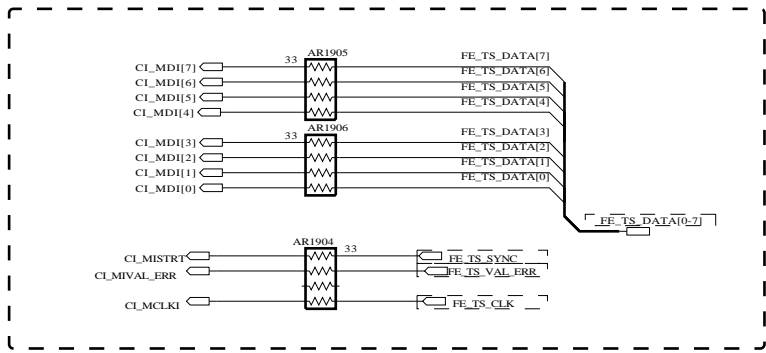 AR1905
33
FE_TS_DATA[7]
CI_MDI[7]
FE_TS_DATA[6]
CI_MDI[6]
FE_TS_DATA[5]
CI_MDI[5]
FE_TS_DATA[4]
CI_MDI[4]
AR1906
33
FE_TS_DATA[3]
CI_MDI[3]
FE_TS_DATA[2]
CI_MDI[2]
FE_TS_DATA[1]
CI_MDI[1]
FE_TS_DATA[0]
CI_MDI[0]
FE_TS_DATA[0-7]
AR1904
33
CI_MISTRT
FE_TS_SYNC
CI_MIVAL_ERR
FE_TS_VAL_ERR
CI_MCLKI
FE_TS_CLK